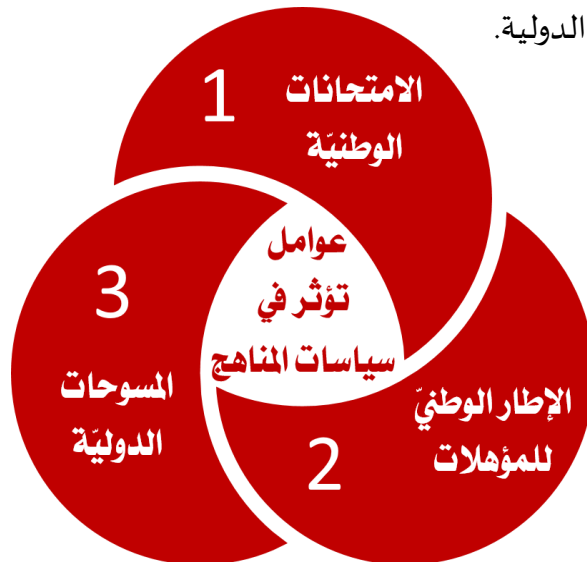 الدولية.
1
الامتحانات
الوطنيّة
عوامل
تؤثر في
سياسات المناهج
الإطار الوطنيّ
للمؤهلات
2
3
المسوحات
الدوليّة